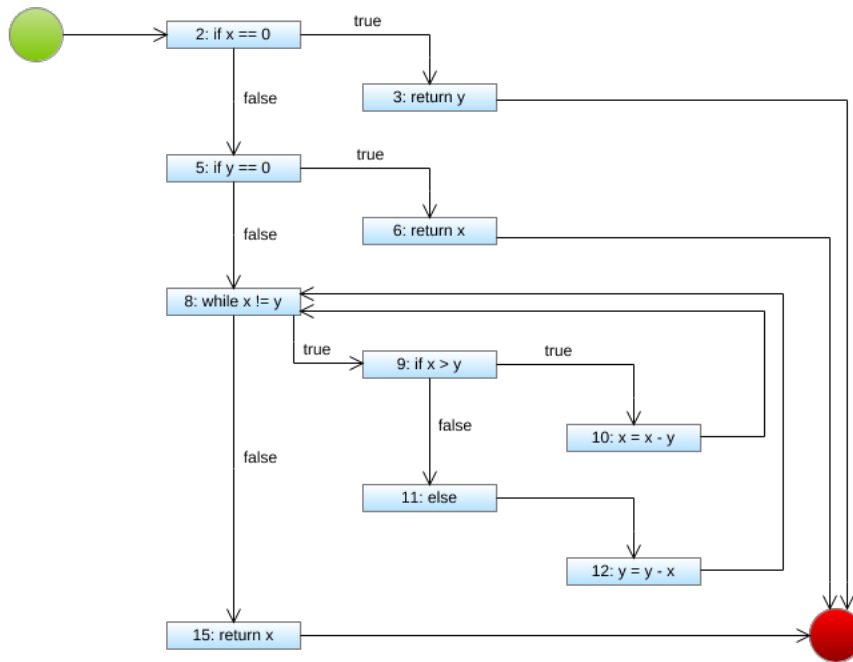 2: if x == 0
true
3: return y
false
5: if y == 0
true
6: return x
false
8: while x != y
true
9: if x > y
true
10: x = x - y
false
false
11: else
12: y = y - x
15: return x